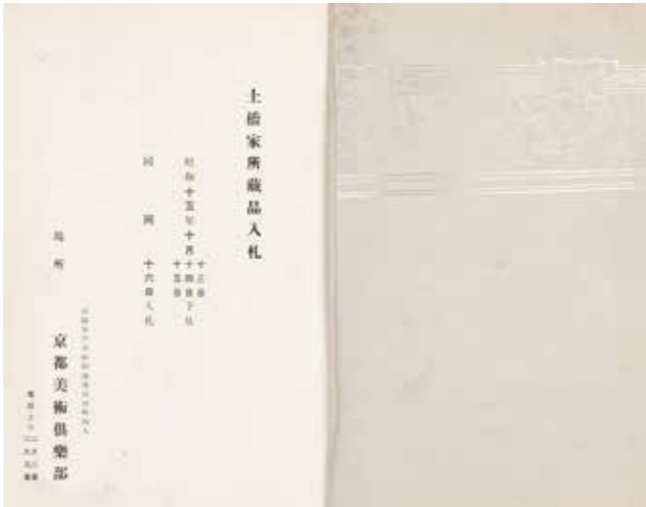 土橋家所蔵品入札
昭和十五年十月
十三日
十四日下見
十五日
同 月 十六日入札
場所
京都美術倶樂部